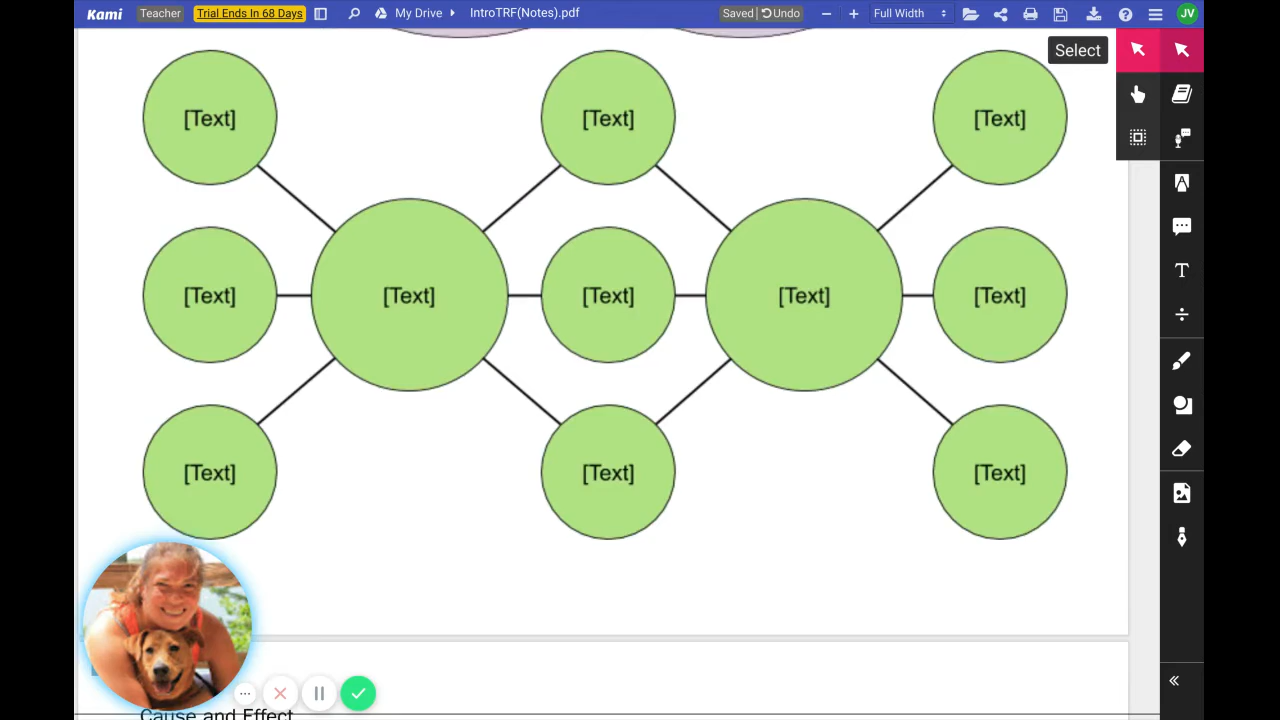 Kami Teacher Trial Ends In 68 Days My Drive IntroTRF(Notes).pdf Saved Undo Full Width JV
Select
[Text] [Text] [Text]
[Text] [Text] [Text] [Text] [Text]
[Text] [Text] [Text]
Cause and Effect